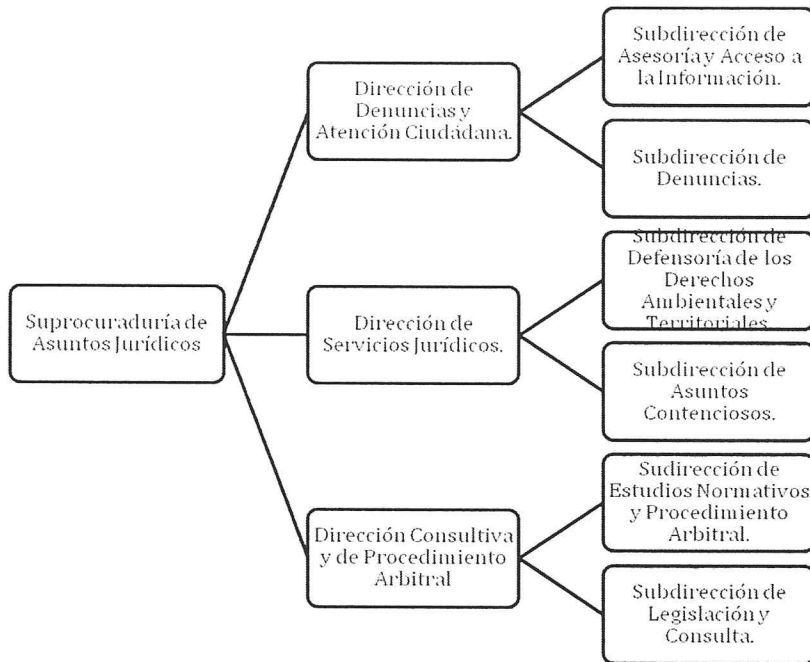 Suprocuraduría de
Asuntos Jurídicos
Dirección de
Denuncias y
Atención Ciudádana.
Subdirección de
Asesoría y Acceso a
la Información.
Subdirección de
Denuncias.
Dirección de
Servicios Jurídicos.
Subdirección de
Defensoría de los
Derechos
Ambientales y
Territoriales
Subdirección de
Asuntos
Contenciosos.
Dirección Consultiva
y de Procedimiento
Arbitral
Sudirección de
Estudios Normativos
y Procedimiento
Arbitral.
Subdirección de
Legislación y
Consulta.